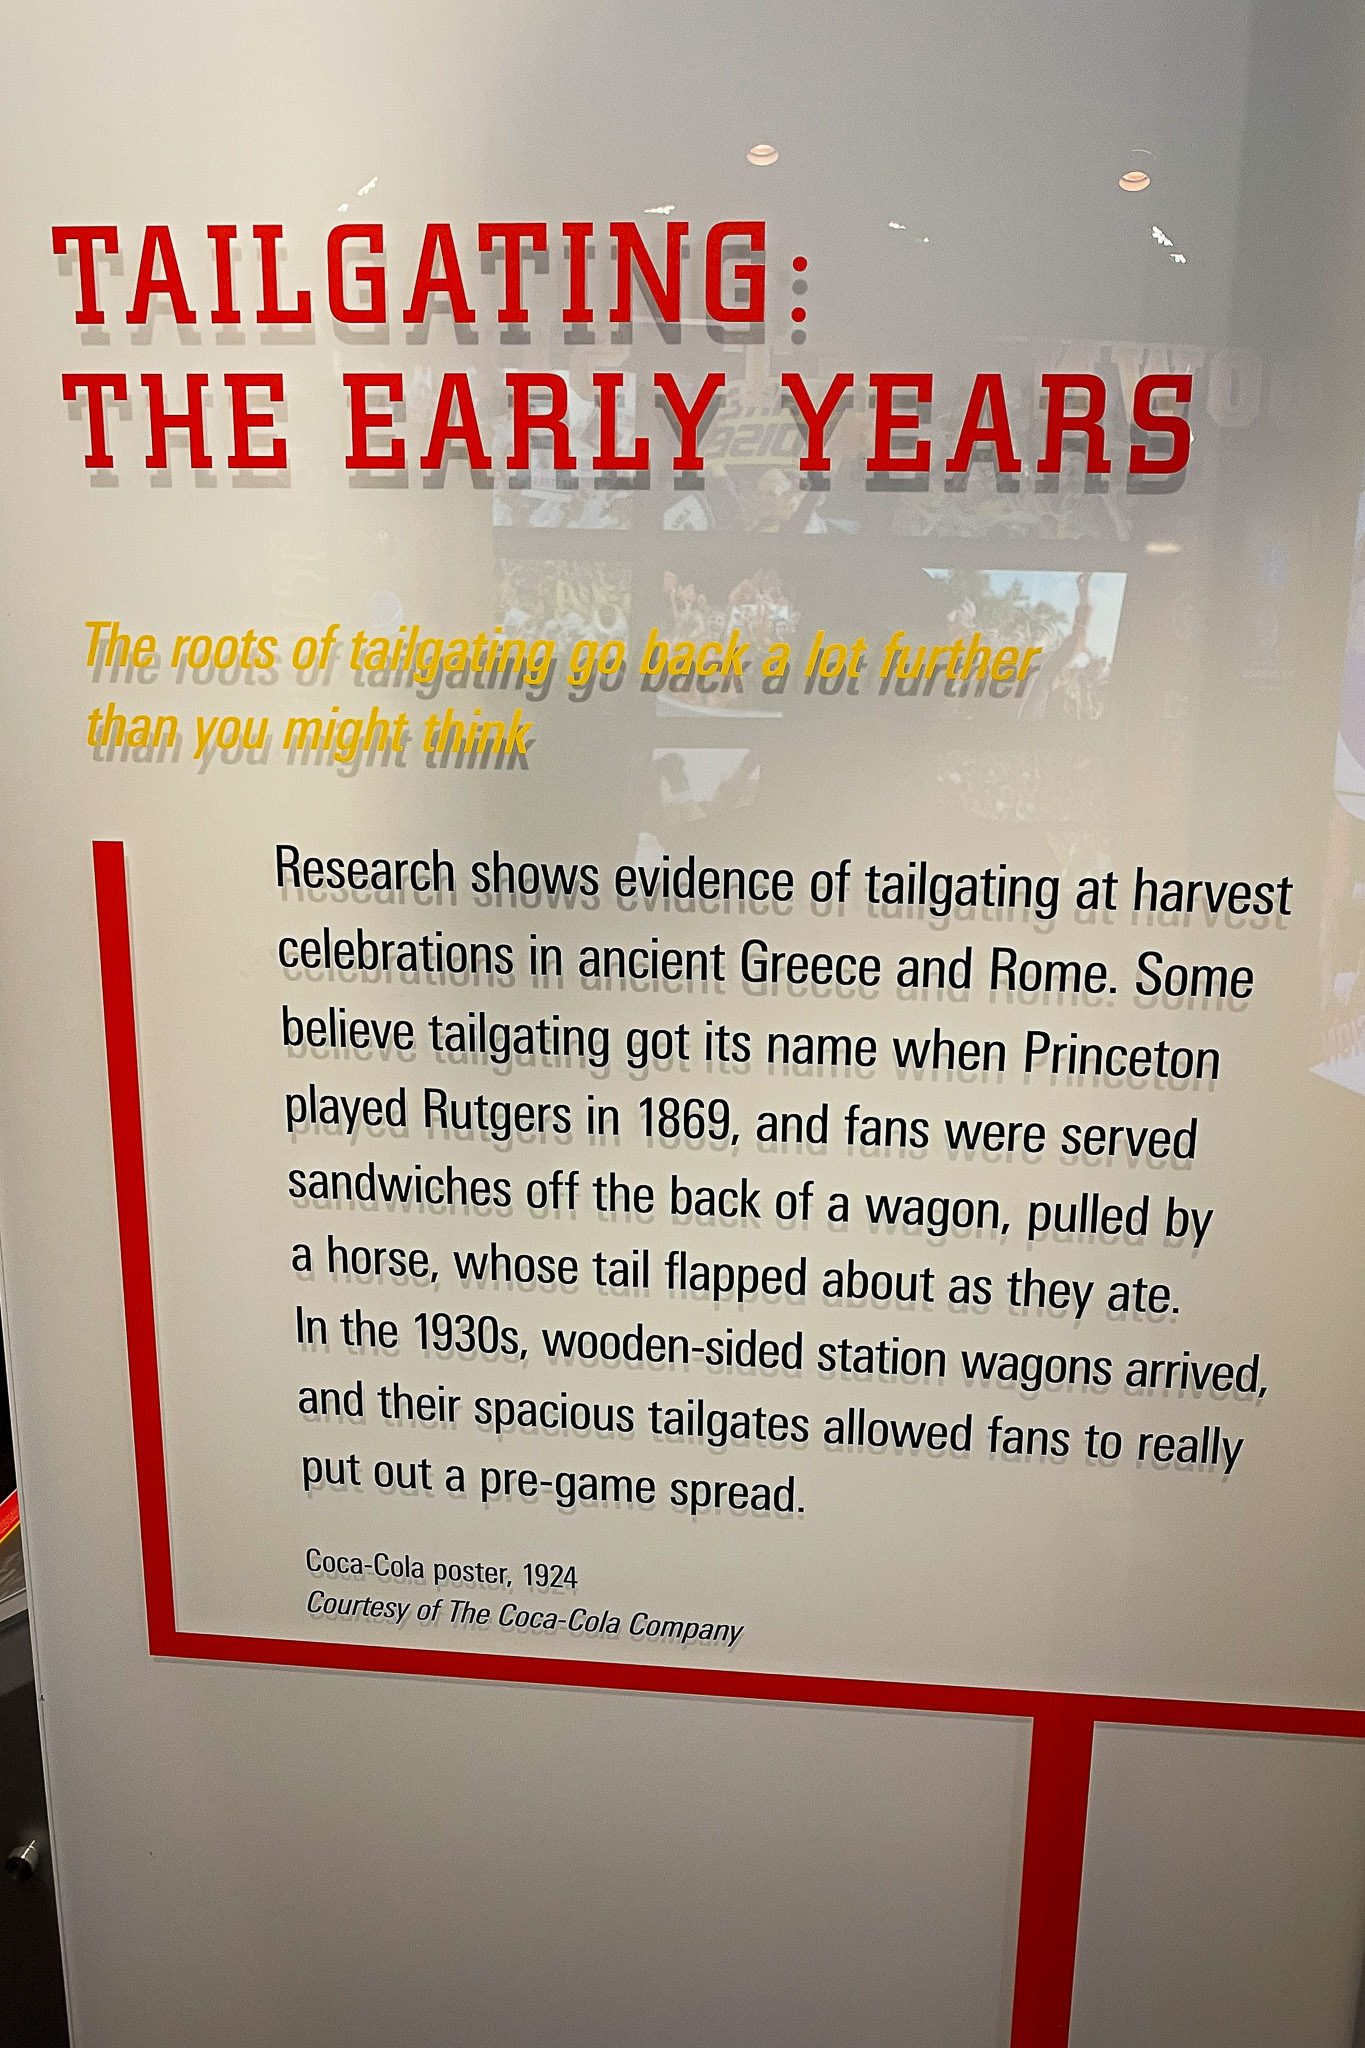 TAILGATING:
THE EARLY YEARS
The roots of tailgating go back a lot further
than you might think
Research shows evidence of tailgating at harvest
celebrations in ancient Greece and Rome. Some
believe tailgating got its name when Princeton
played Rutgers in 1869, and fans were served
sandwiches off the back of a wagon, pulled by
a horse, whose tail flapped about as they ate.
In the 1930s, wooden-sided station wagons arrived,
and their spacious tailgates allowed fans to really
put out a pre-game spread.
Coca-Cola poster, 1924
Courtesy of The Coca-Cola Company